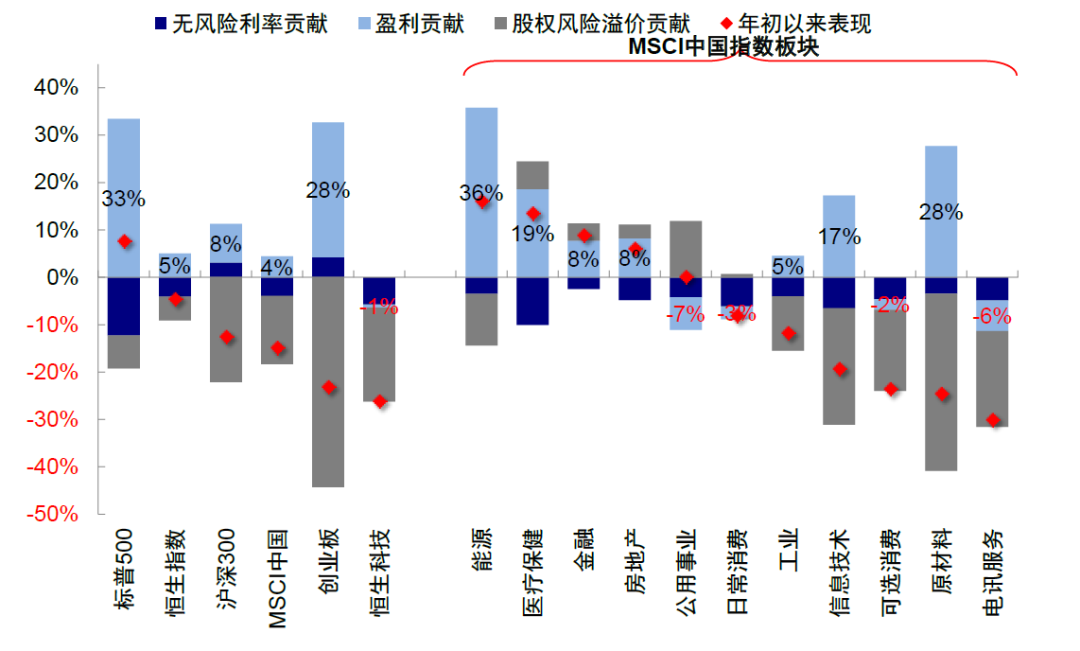 无风险利率贡献 盈利贡献 股权风险溢价贡献 年初以来表现
MSCI中国指数板块
40%
30%
20%
10%
0%
-10%
-20%
-30%
-40%
-50%
33%
5%
8%
4%
28%
-1%
36%
19%
8%
8%
-7%
-3%
5%
17%
-2%
28%
-6%
标普500
恒生指数
沪深300
MSCI中国
创业板
恒生科技
能源
医疗保健
金融
房地产
公用事业
日常消费
工业
信息技术
可选消费
原材料
电讯服务